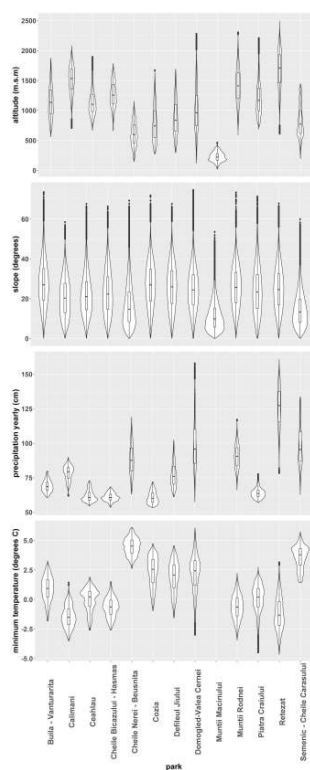 altitude (m.s.m)
2500
2000
1500
1000
500
0
slope (degrees)
60
40
20
0
precipitation yearly (cm)
150
125
100
75
50
minimum temperature (degrees C)
5.0
2.5
0.0
-2.5
-5.0
Buila - Vanturarita
Calimani
Ceahlau
Cheile Bicazului - Hasmas
Cheile Nerei - Beusnita
Cozia
Defileul Jiului
Domogled-Valea Cernei
Muntii Macinului
Muntii Rodnei
Piatra Craiului
Retezat
Semenic - Cheile Carasului
park